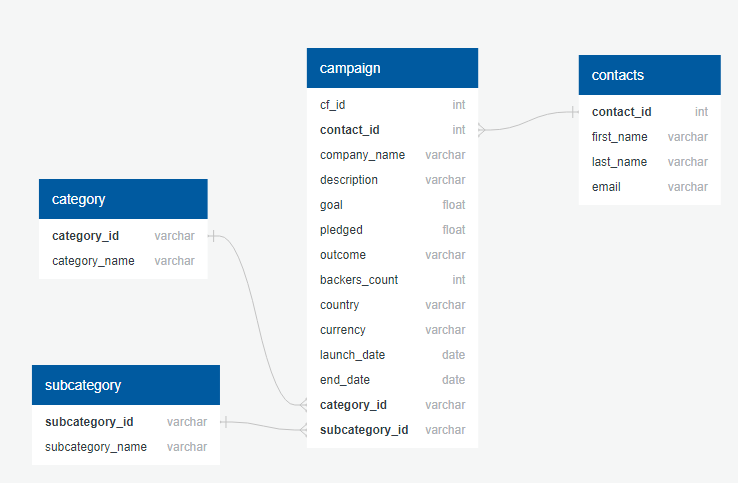 campaign
cf_id int
contact_id int
company_name varchar
description varchar
goal float
pledged float
outcome varchar
backers_count int
country varchar
currency varchar
launch_date date
end_date date
category_id varchar
subcategory_id varchar
contacts
contact_id int
first_name varchar
last_name varchar
email varchar
category
category_id varchar
category_name varchar
subcategory
subcategory_id varchar
subcategory_name varchar